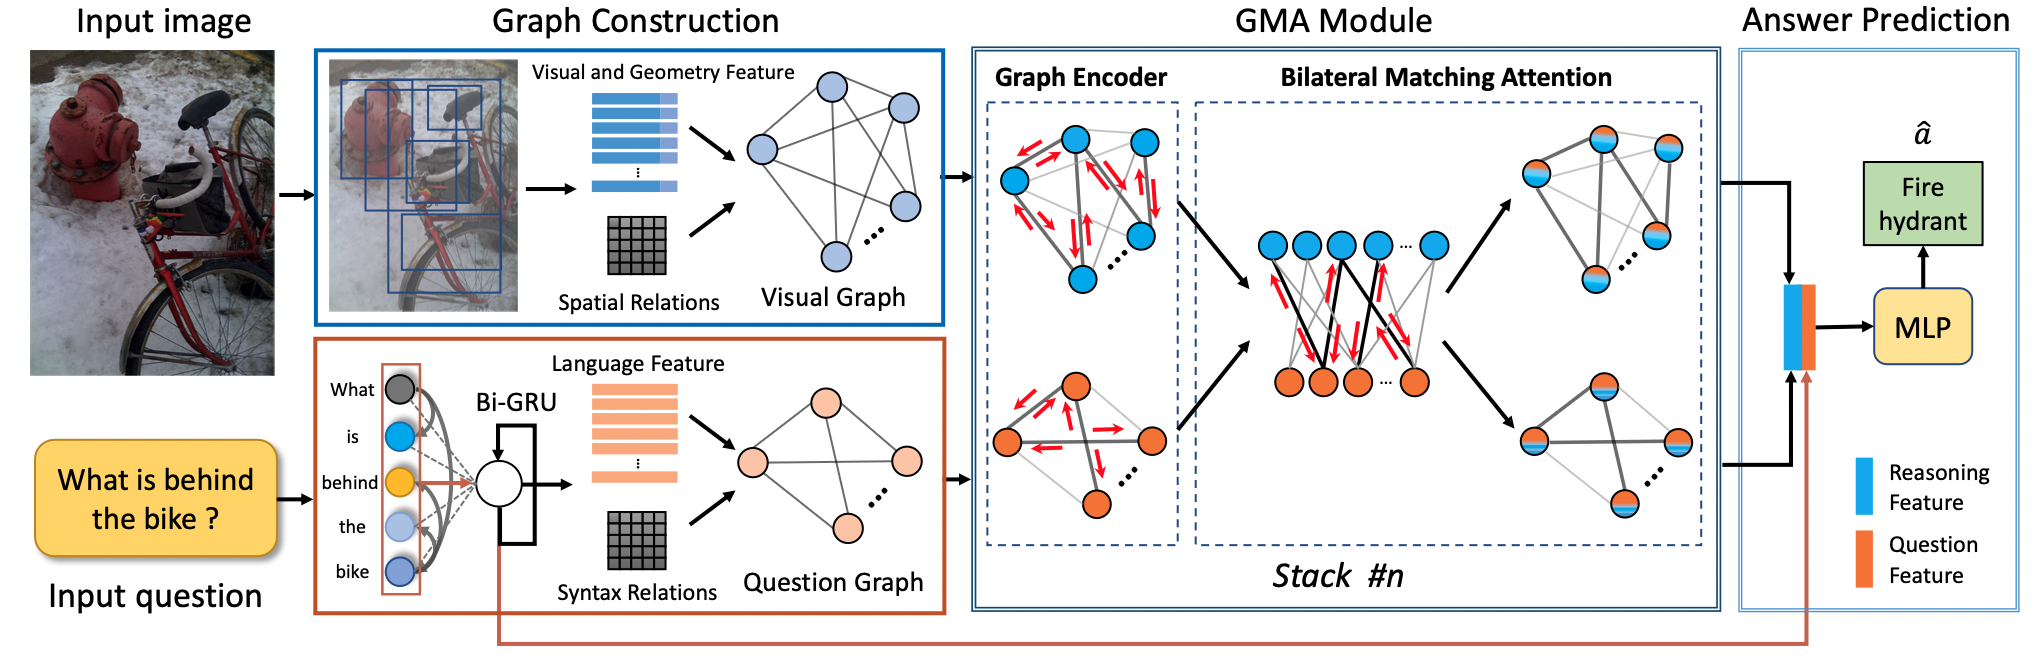 Input image
Graph Construction
GMA Module
Answer Prediction
Visual and Geometry Feature
Spatial Relations
Visual Graph
What is behind
the bike ?
Input question
What
is
behind
the
bike
Bi-GRU
Language Feature
Syntax Relations
Question Graph
Graph Encoder
Bilateral Matching Attention
Stack #n
â
Fire
hydrant
MLP
Reasoning
Feature
Question
Feature